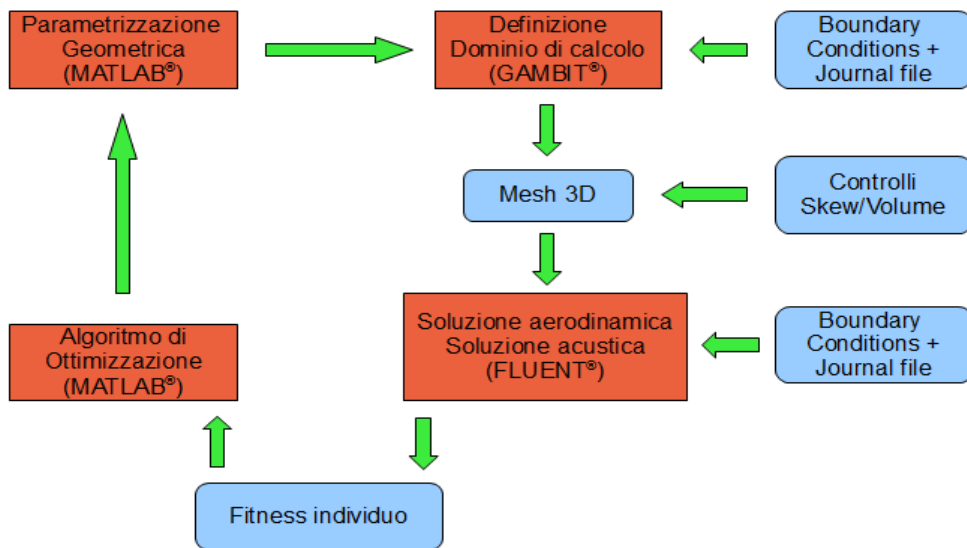 Parametrizzazione
Geometrica
(MATLAB®)
Definizione
Dominio di calcolo
(GAMBIT®)
Boundary
Conditions +
Journal file
Mesh 3D
Controlli
Skew/Volume
Algoritmo di
Ottimizzazione
(MATLAB®)
Soluzione aerodinamica
Soluzione acustica
(FLUENT®)
Boundary
Conditions +
Journal file
Fitness individuo